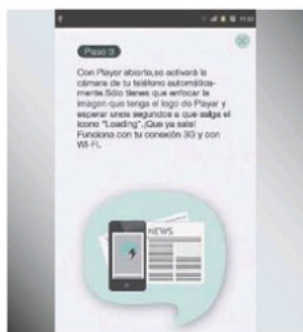 Paso 3
Con Player abierto,se activará la
cámara de tu teléfono automática-
mente.Sólo tienes que enfocar la
imagen que tenga el logo de Player y
esperar unos segundos a que salga el
icono "Loading".¡Que ya sale!
Funciona con tu conexión 3G y con
Wi-Fi.
NEWS